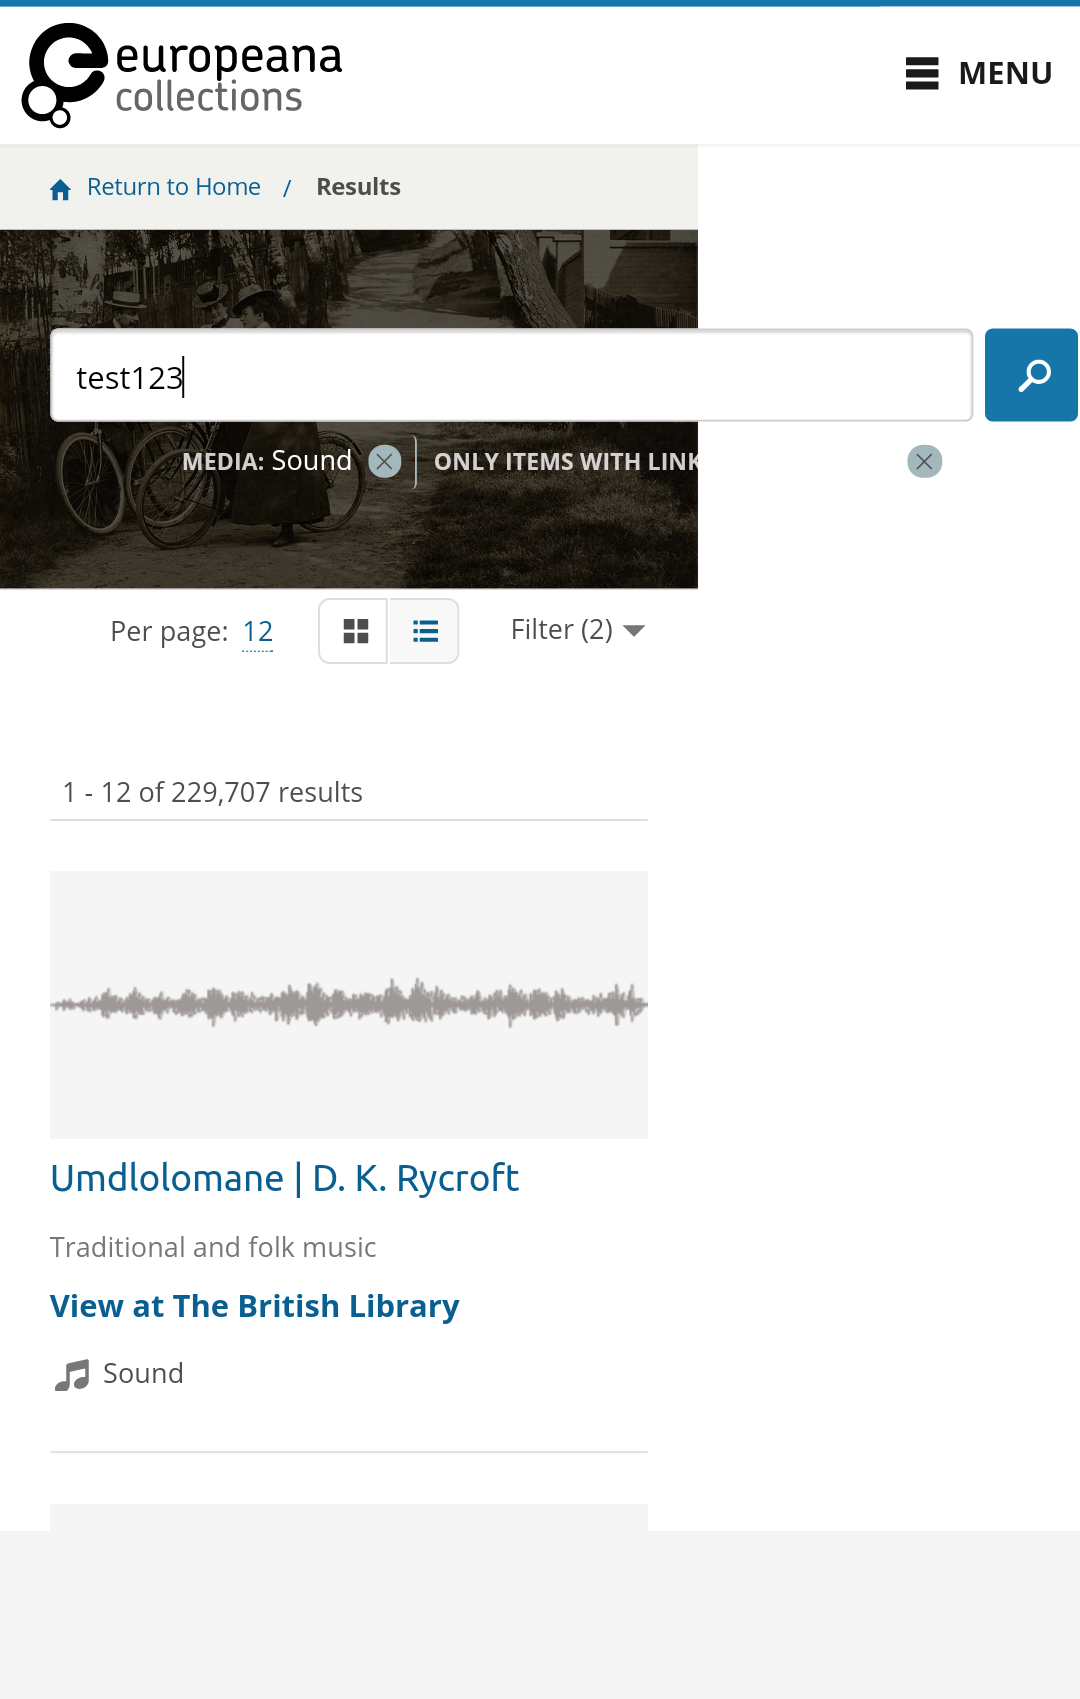 europeana
collections
MENU
Return to Home / Results
test123
MEDIA: Sound
ONLY ITEMS WITH LINK
Per page: 12
Filter (2)
1 - 12 of 229,707 results
Umdlolomane | D. K. Rycroft
Traditional and folk music
View at The British Library
Sound